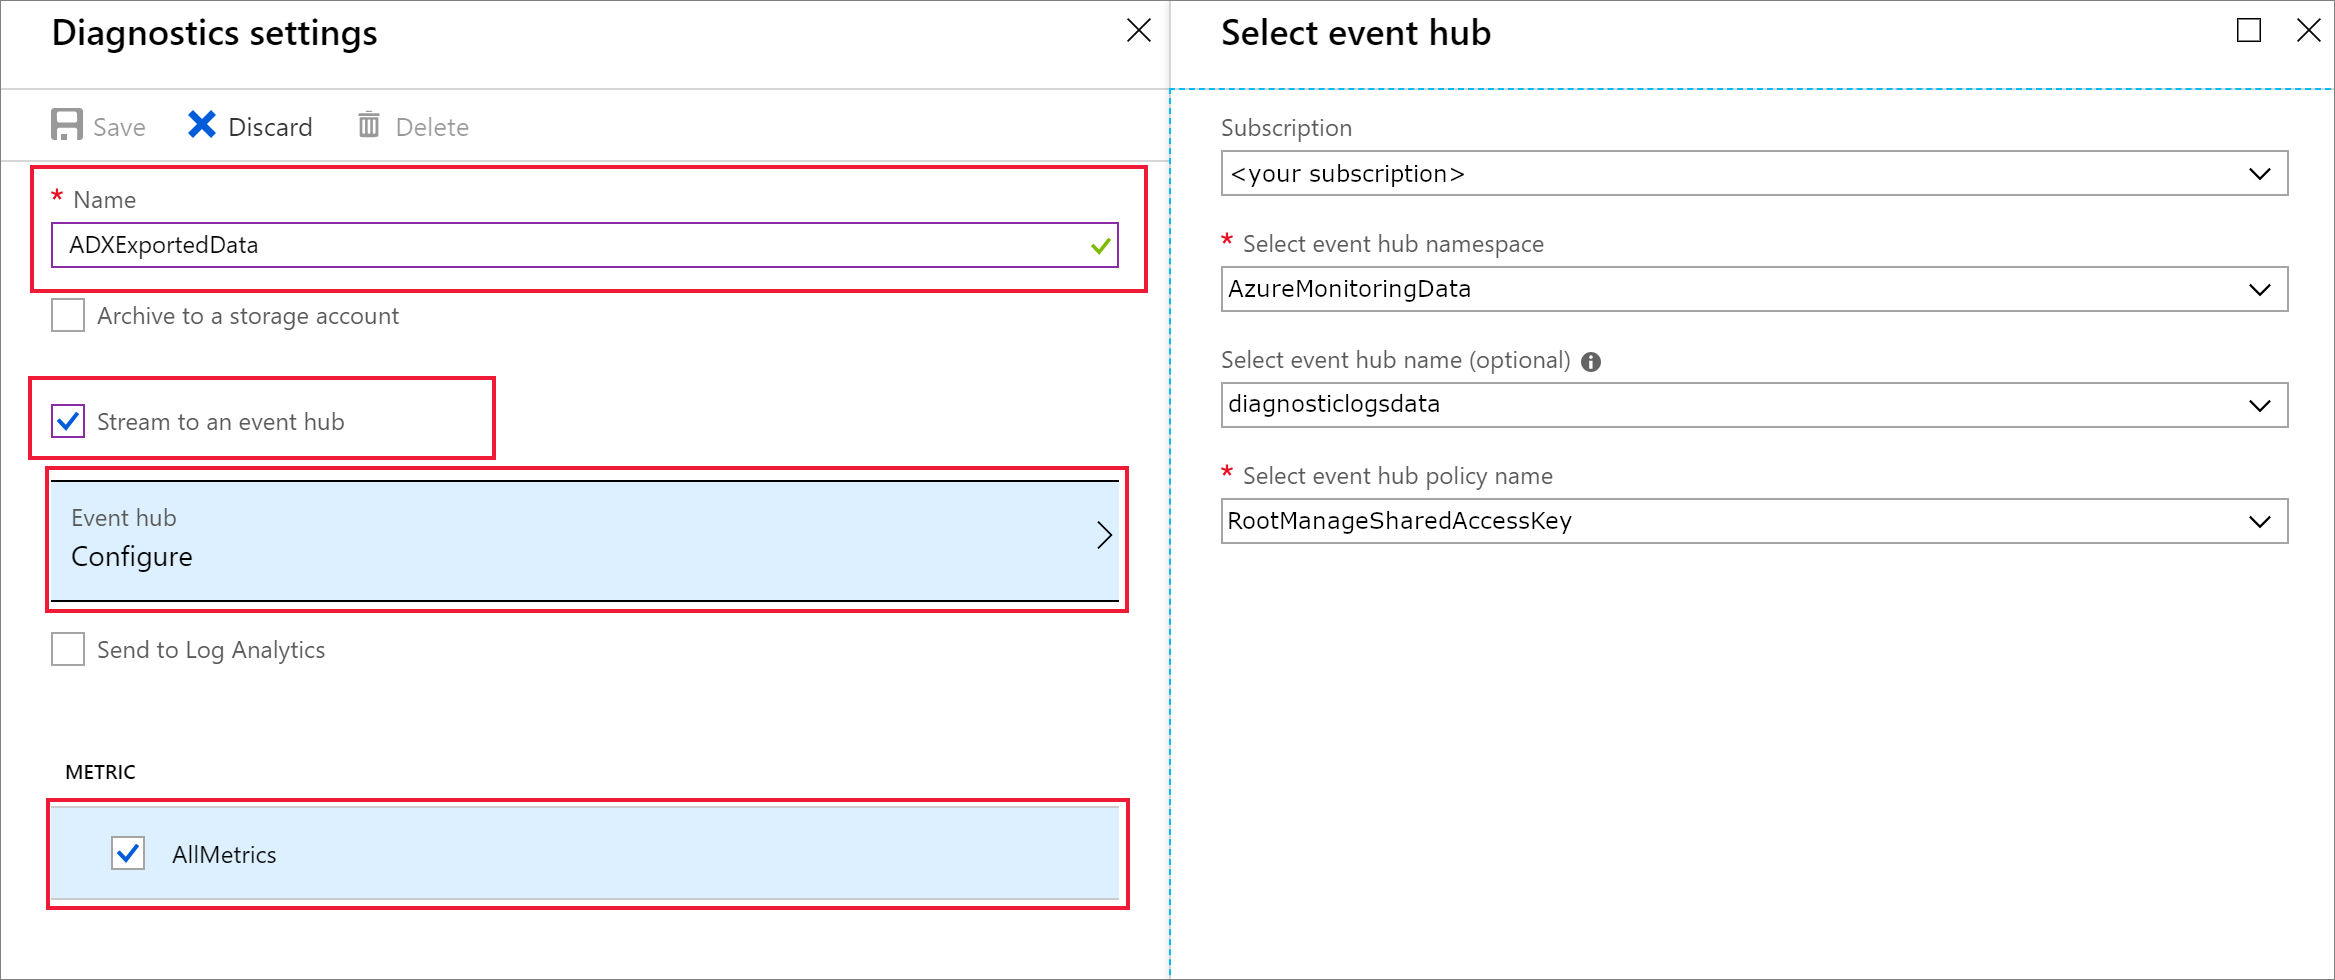 Diagnostics settings
Save
Discard
Delete
* Name
ADXExportedData
Archive to a storage account
Stream to an event hub
Event hub
Configure
Send to Log Analytics
METRIC
AllMetrics
Select event hub
Subscription
<your subscription>
* Select event hub namespace
AzureMonitoringData
Select event hub name (optional)
diagnosticlogsdata
* Select event hub policy name
RootManageSharedAccessKey